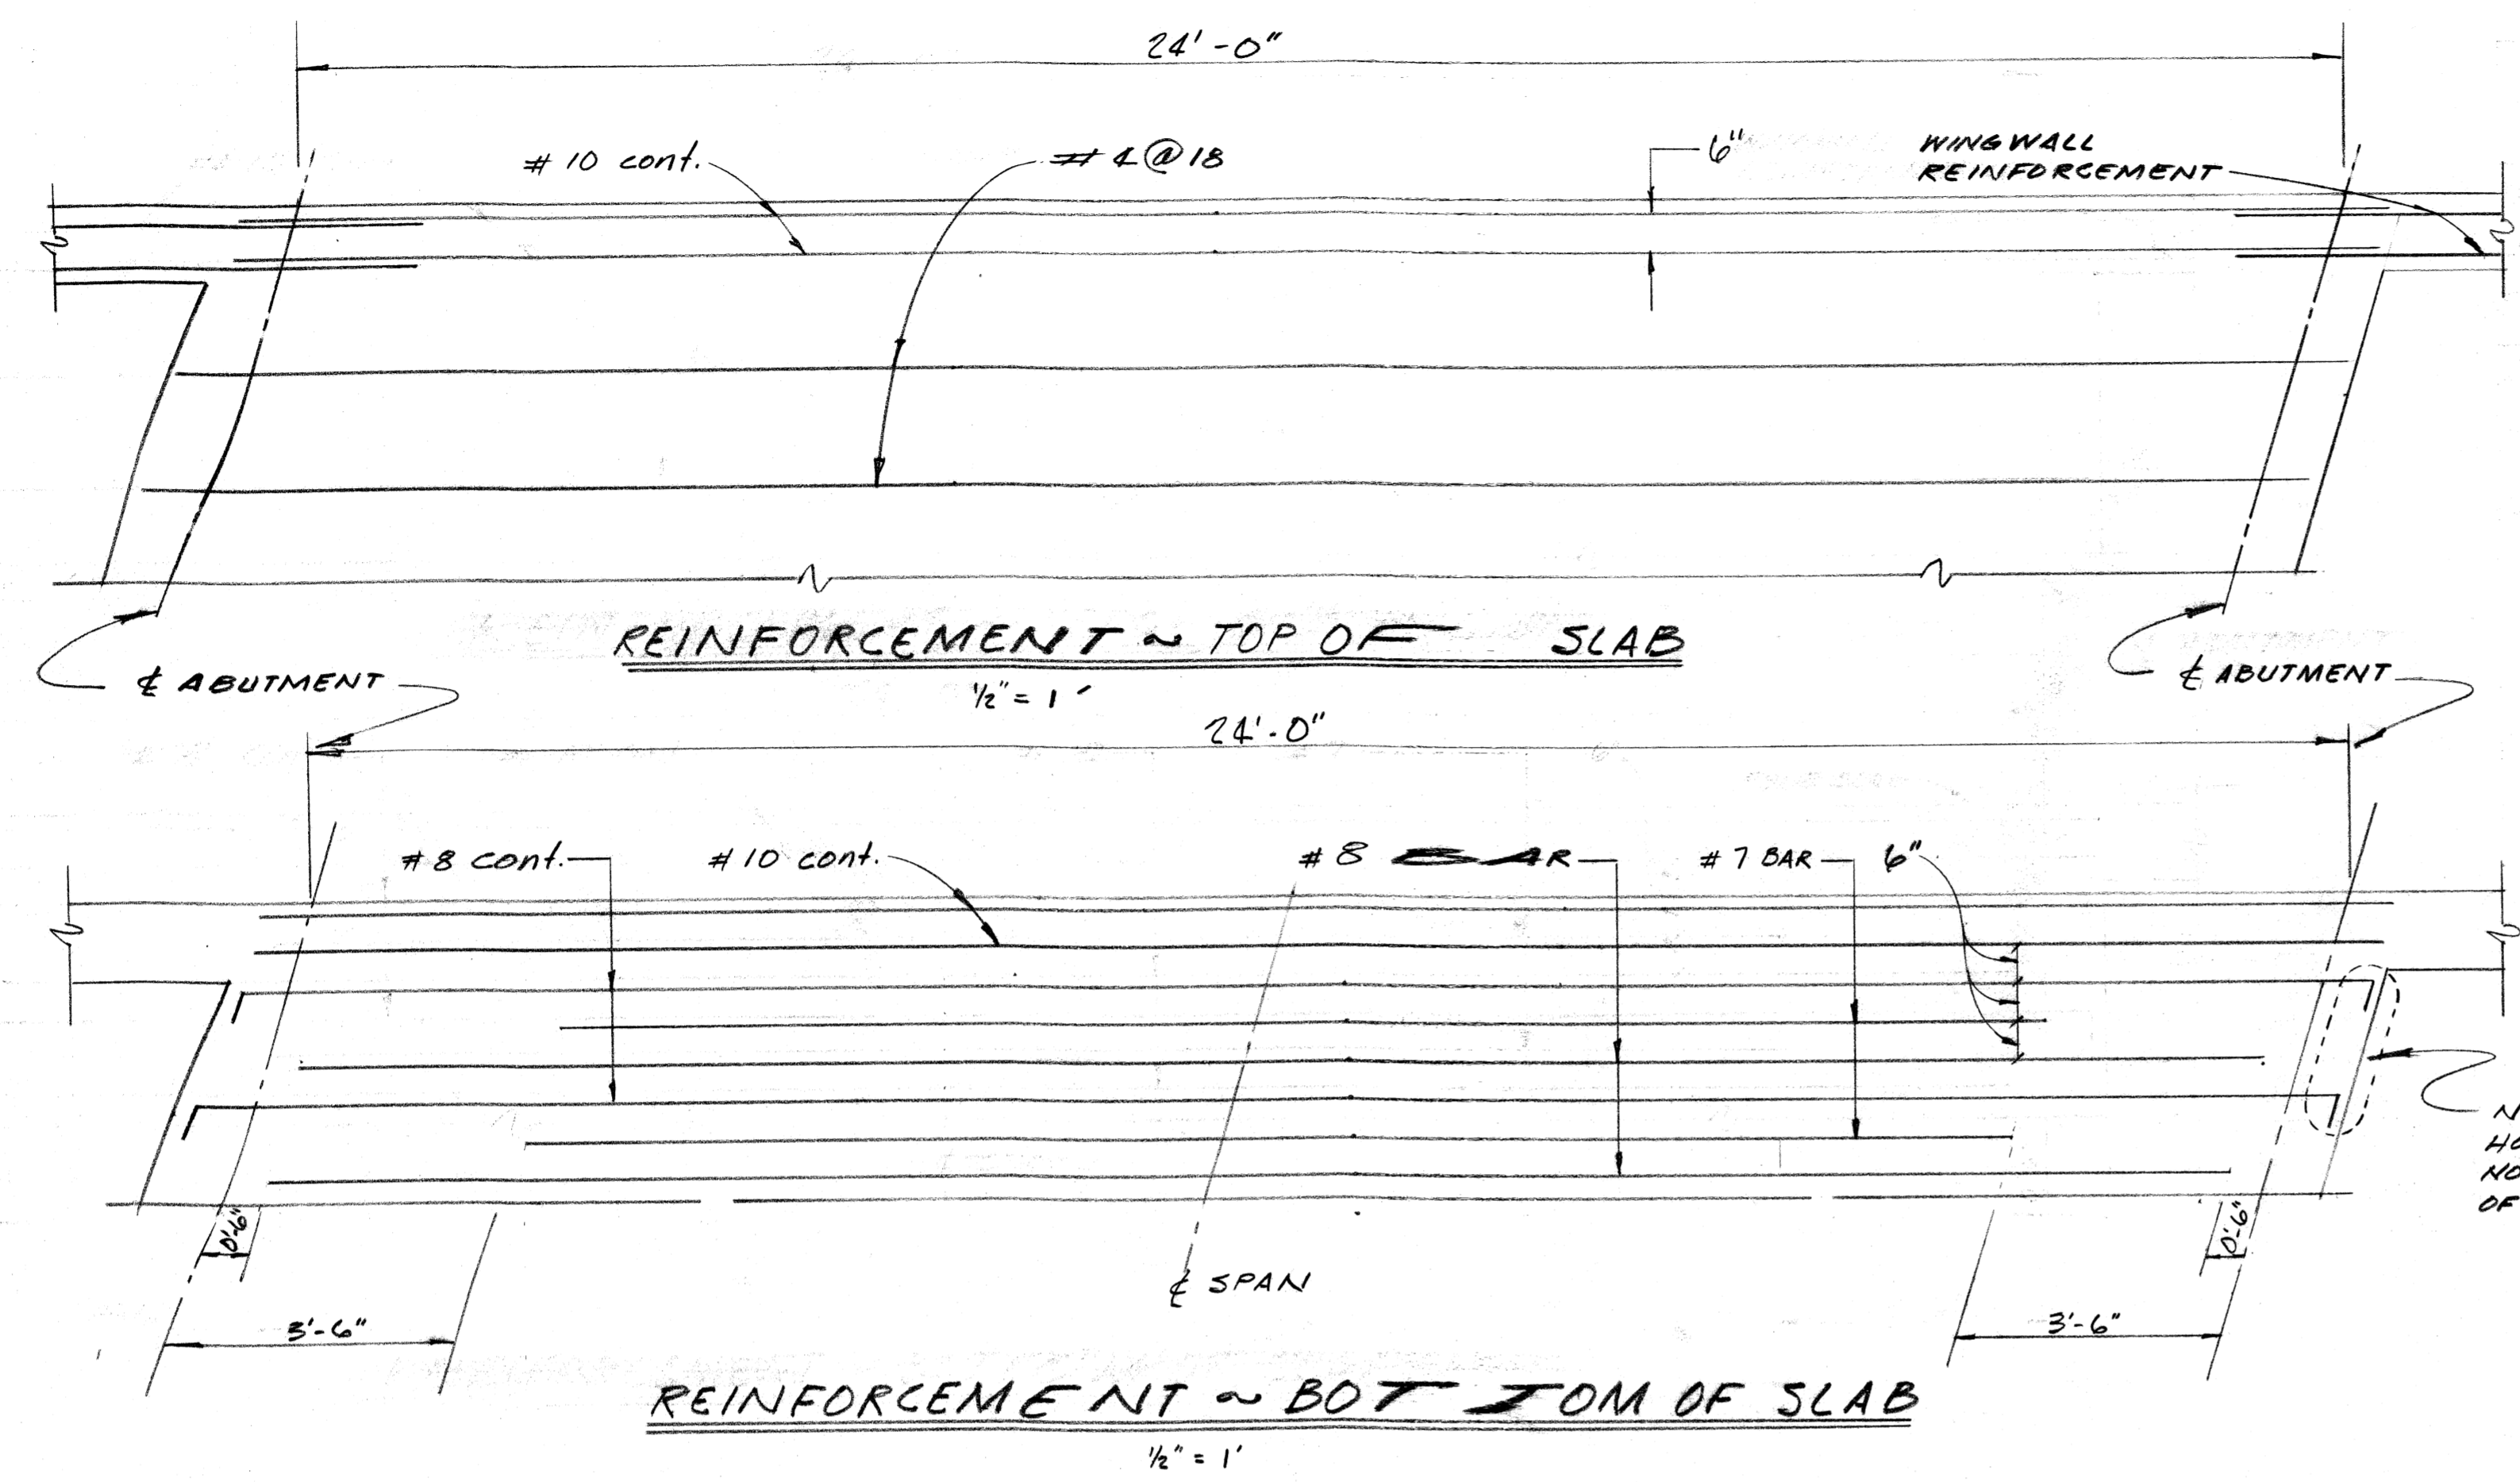 24'-0"
# 10 cont.
# 4 @ 18
6"
WINGWALL
REINFORCEMENT
REINFORCEMENT ~ TOP OF SLAB
1/2" = 1'
℄ ABUTMENT
℄ ABUTMENT
24'-0"
# 8 cont.
# 10 cont.
# 8 BAR
# 7 BAR
6"
NO
OF
0'-6"
0'-6"
℄ SPAN
3'-6"
3'-6"
REINFORCEMENT ~ BOTTOM OF SLAB
1/2" = 1'